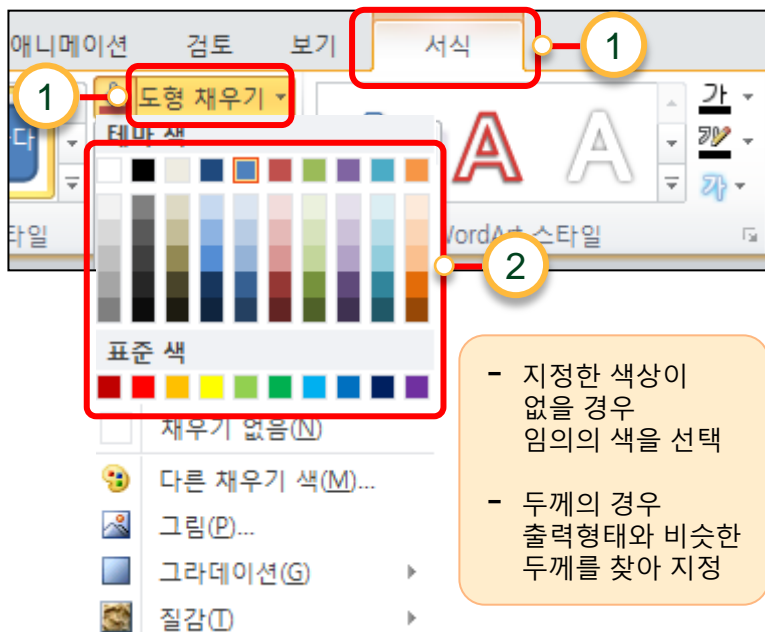 애니메이션 검토 보기 서식 1
1 도형 채우기 가
다
테마 색
가
타일 WordArt 스타일
2
표준 색
채우기 없음(N)
다른 채우기 색(M)...
그림(P)...
그라데이션(G)
질감(T)
- 지정한 색상이
없을 경우
임의의 색을 선택
- 두께의 경우
출력형태와 비슷한
두께를 찾아 지정